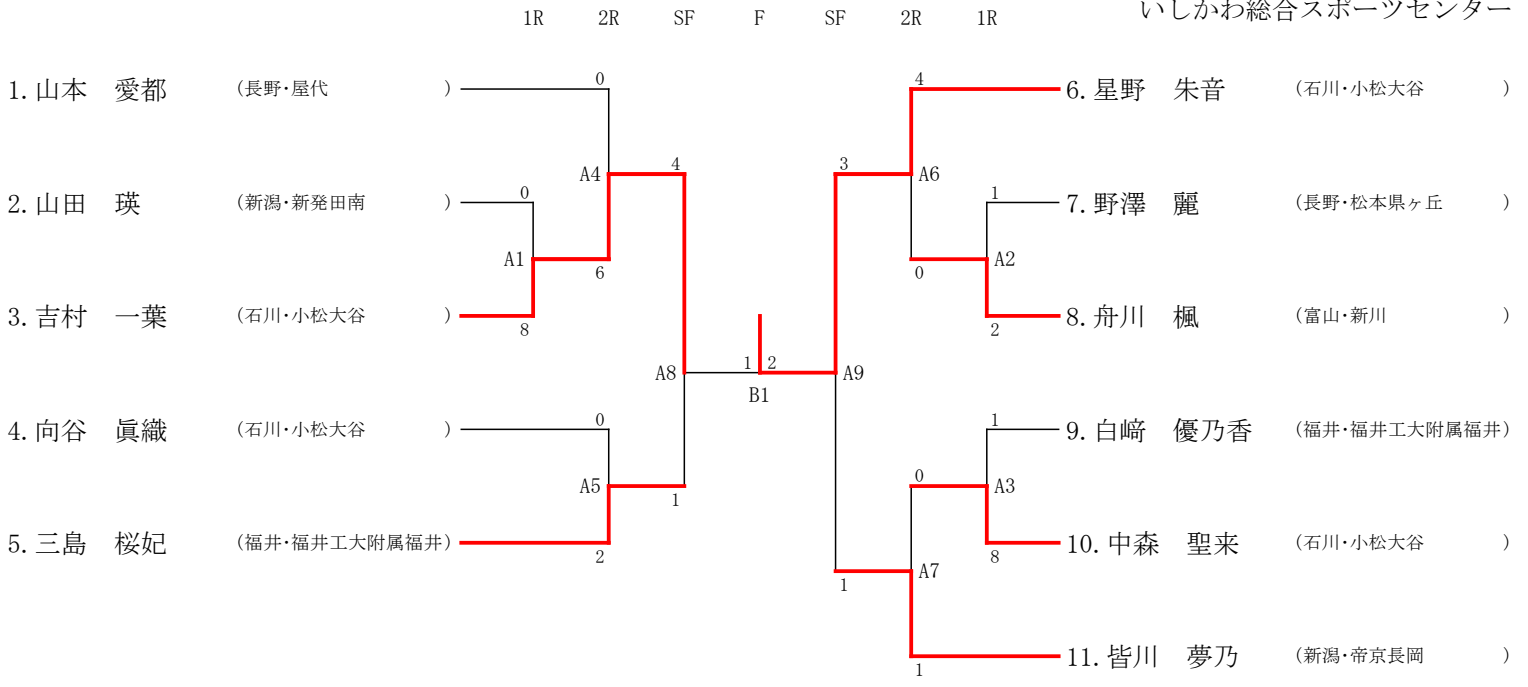 いしかわ総合スポーツセンター
1R 2R SF F SF 2R 1R
1. 山本 愛都 (長野・屋代 ) 0
4 6. 星野 朱音 (石川・小松大谷 )
A4 4 3 A6
2. 山田 瑛 (新潟・新発田南 ) 0
1 7. 野澤 麗 (長野・松本県ヶ丘 )
A1 6 0 A2
3. 吉村 一葉 (石川・小松大谷 ) 8
2 8. 舟川 楓 (富山・新川 )
A8 1 2 A9
B1
4. 向谷 眞織 (石川・小松大谷 ) 0
1 9. 白﨑 優乃香 (福井・福井工大附属福井)
A5 1 0 A3
5. 三島 桜妃 (福井・福井工大附属福井) 2
8 10. 中森 聖来 (石川・小松大谷 )
1 A7
1 11. 皆川 夢乃 (新潟・帝京長岡 )